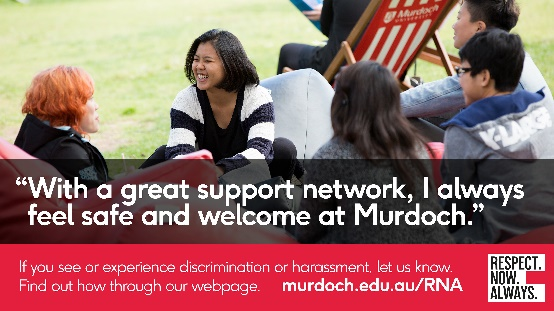 Murdoch
X-LARGE
“With a great support network, I always
feel safe and welcome at Murdoch.”
If you see or experience discrimination or harassment, let us know.
Find out how through our webpage. murdoch.edu.au/RNA
RESPECT.
NOW.
ALWAYS.